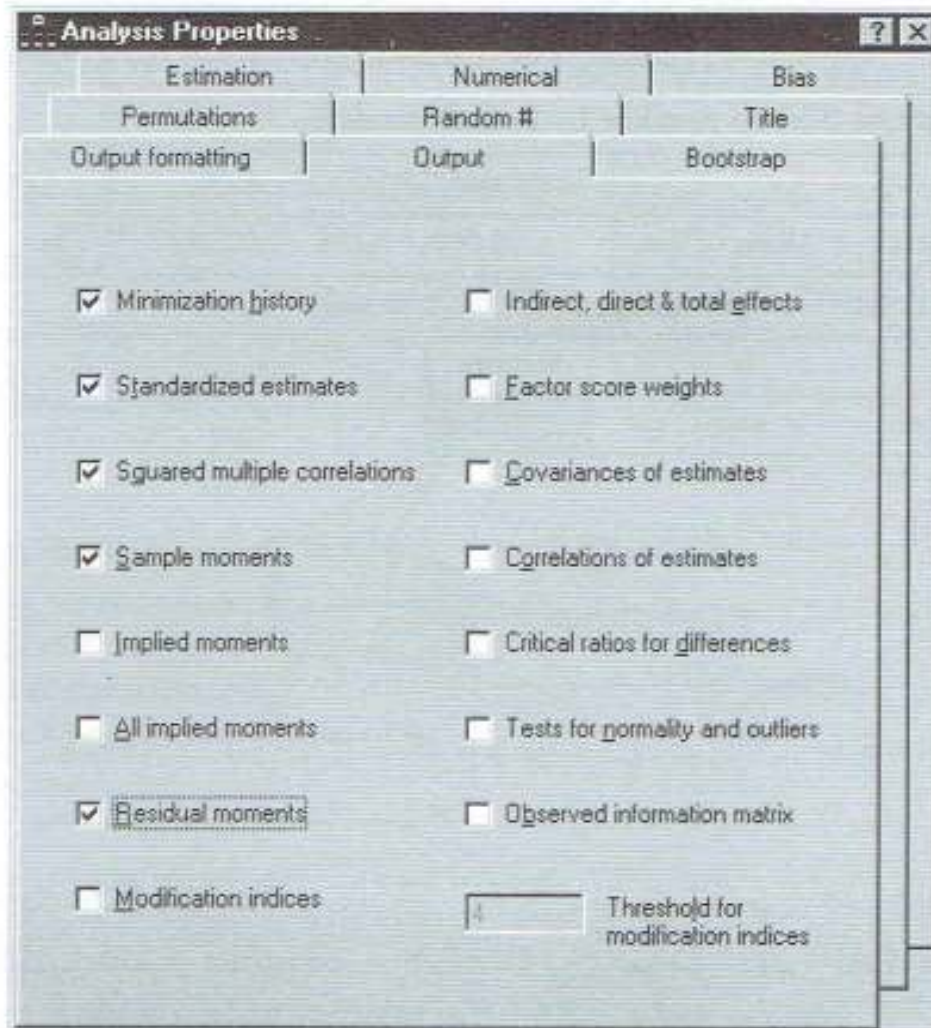 Analysis Properties
Estimation
Numerical
Bias
Permutations
Random #
Title
Output formatting
Output
Bootstrap
Minimization history
Indirect, direct & total effects
Standardized estimates
Factor score weights
Squared multiple correlations
Covariances of estimates
Sample moments
Correlations of estimates
Implied moments
Critical ratios for differences
All implied moments
Tests for normality and outliers
Residual moments
Observed information matrix
Modification indices
4
Threshold for
modification indices